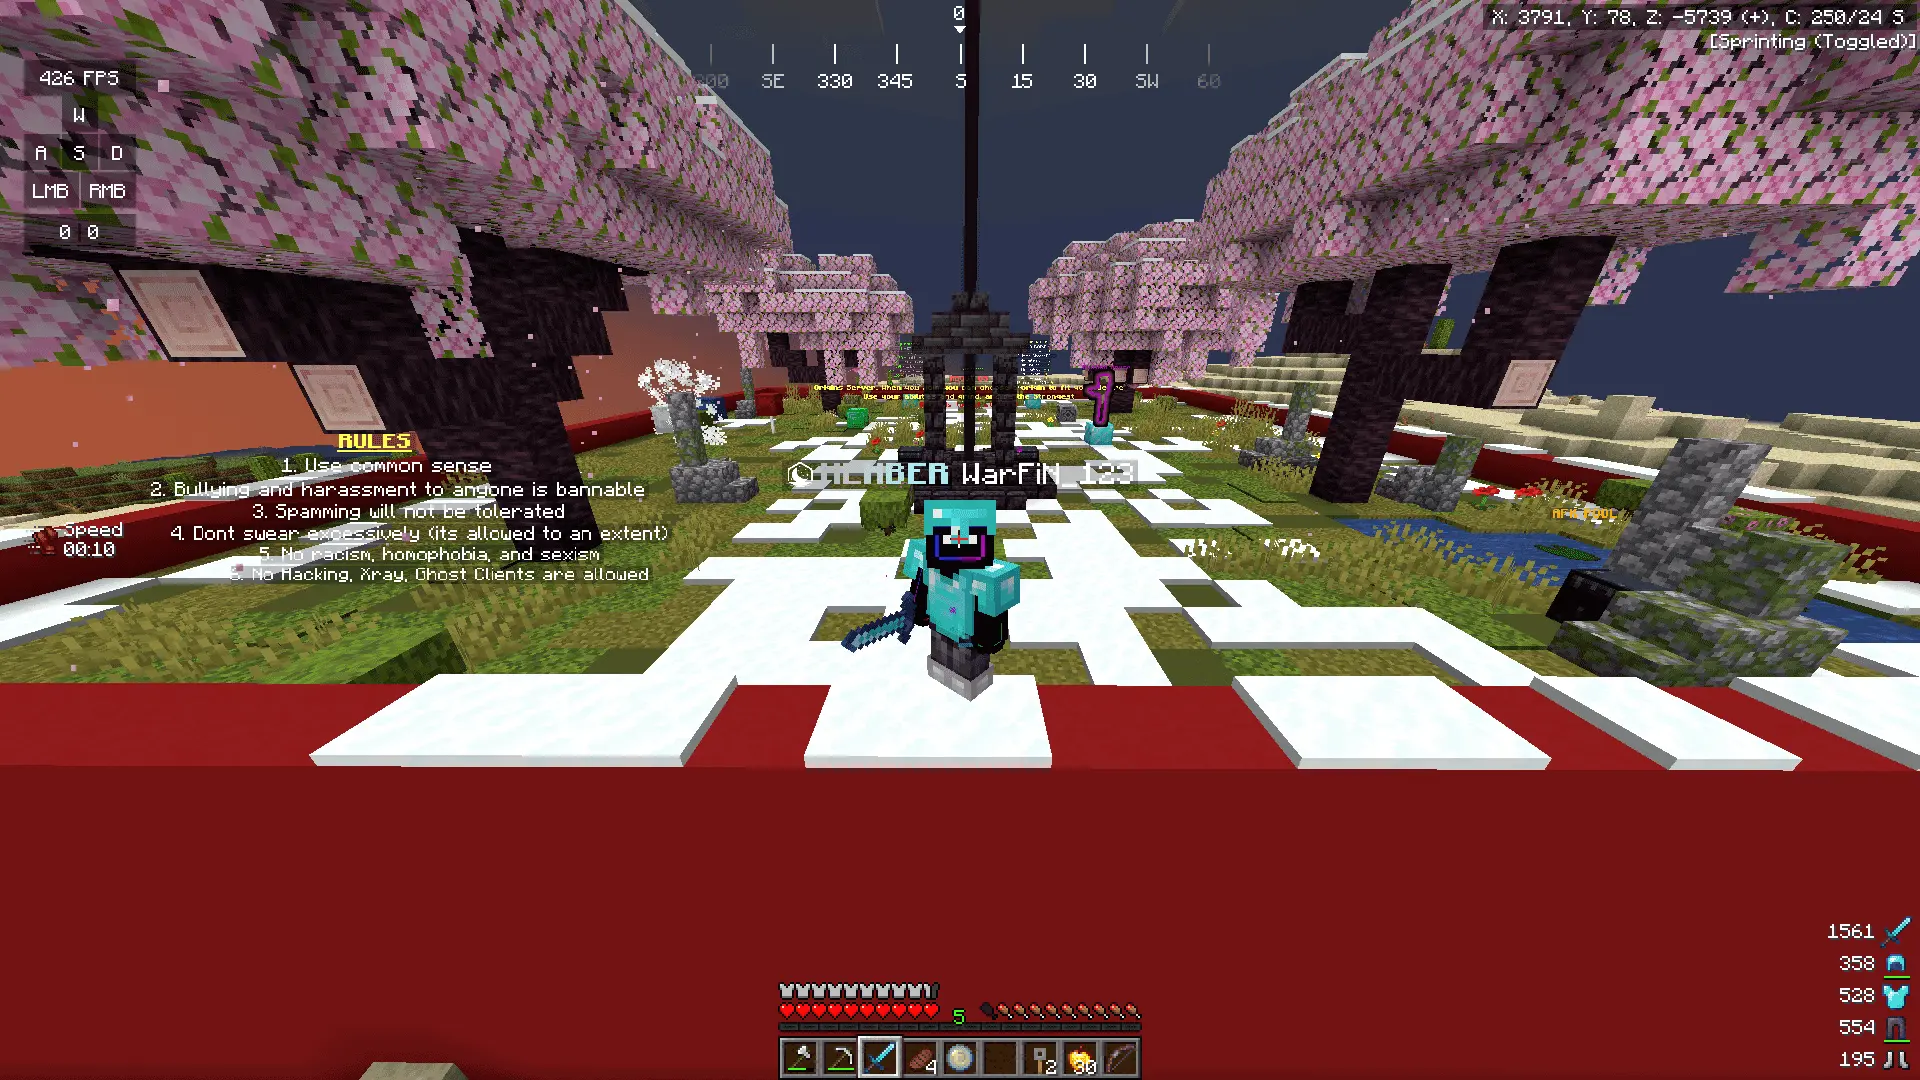 0
X: 3791, Y: 78, Z: -5739 (+), C: 250/24 S
[Sprinting (Toggled)]
426 FPS
300 SE 330 345 S 15 30 SW 60
W
A S D
LMB RMB
0 0
RULES
1. Use common sense
2. Bullying and harassment to anyone is bannable
3. Spamming will not be tolerated
4. Dont swear excessively (its allowed to an extent)
5. No racism, homophobia, and sexism
6. No Hacking, Xray, Ghost Clients are allowed
Speed
00:10
MEMBER WarFiN_123
AFK POOL
1561
358
528
554
195
5
4
2
30